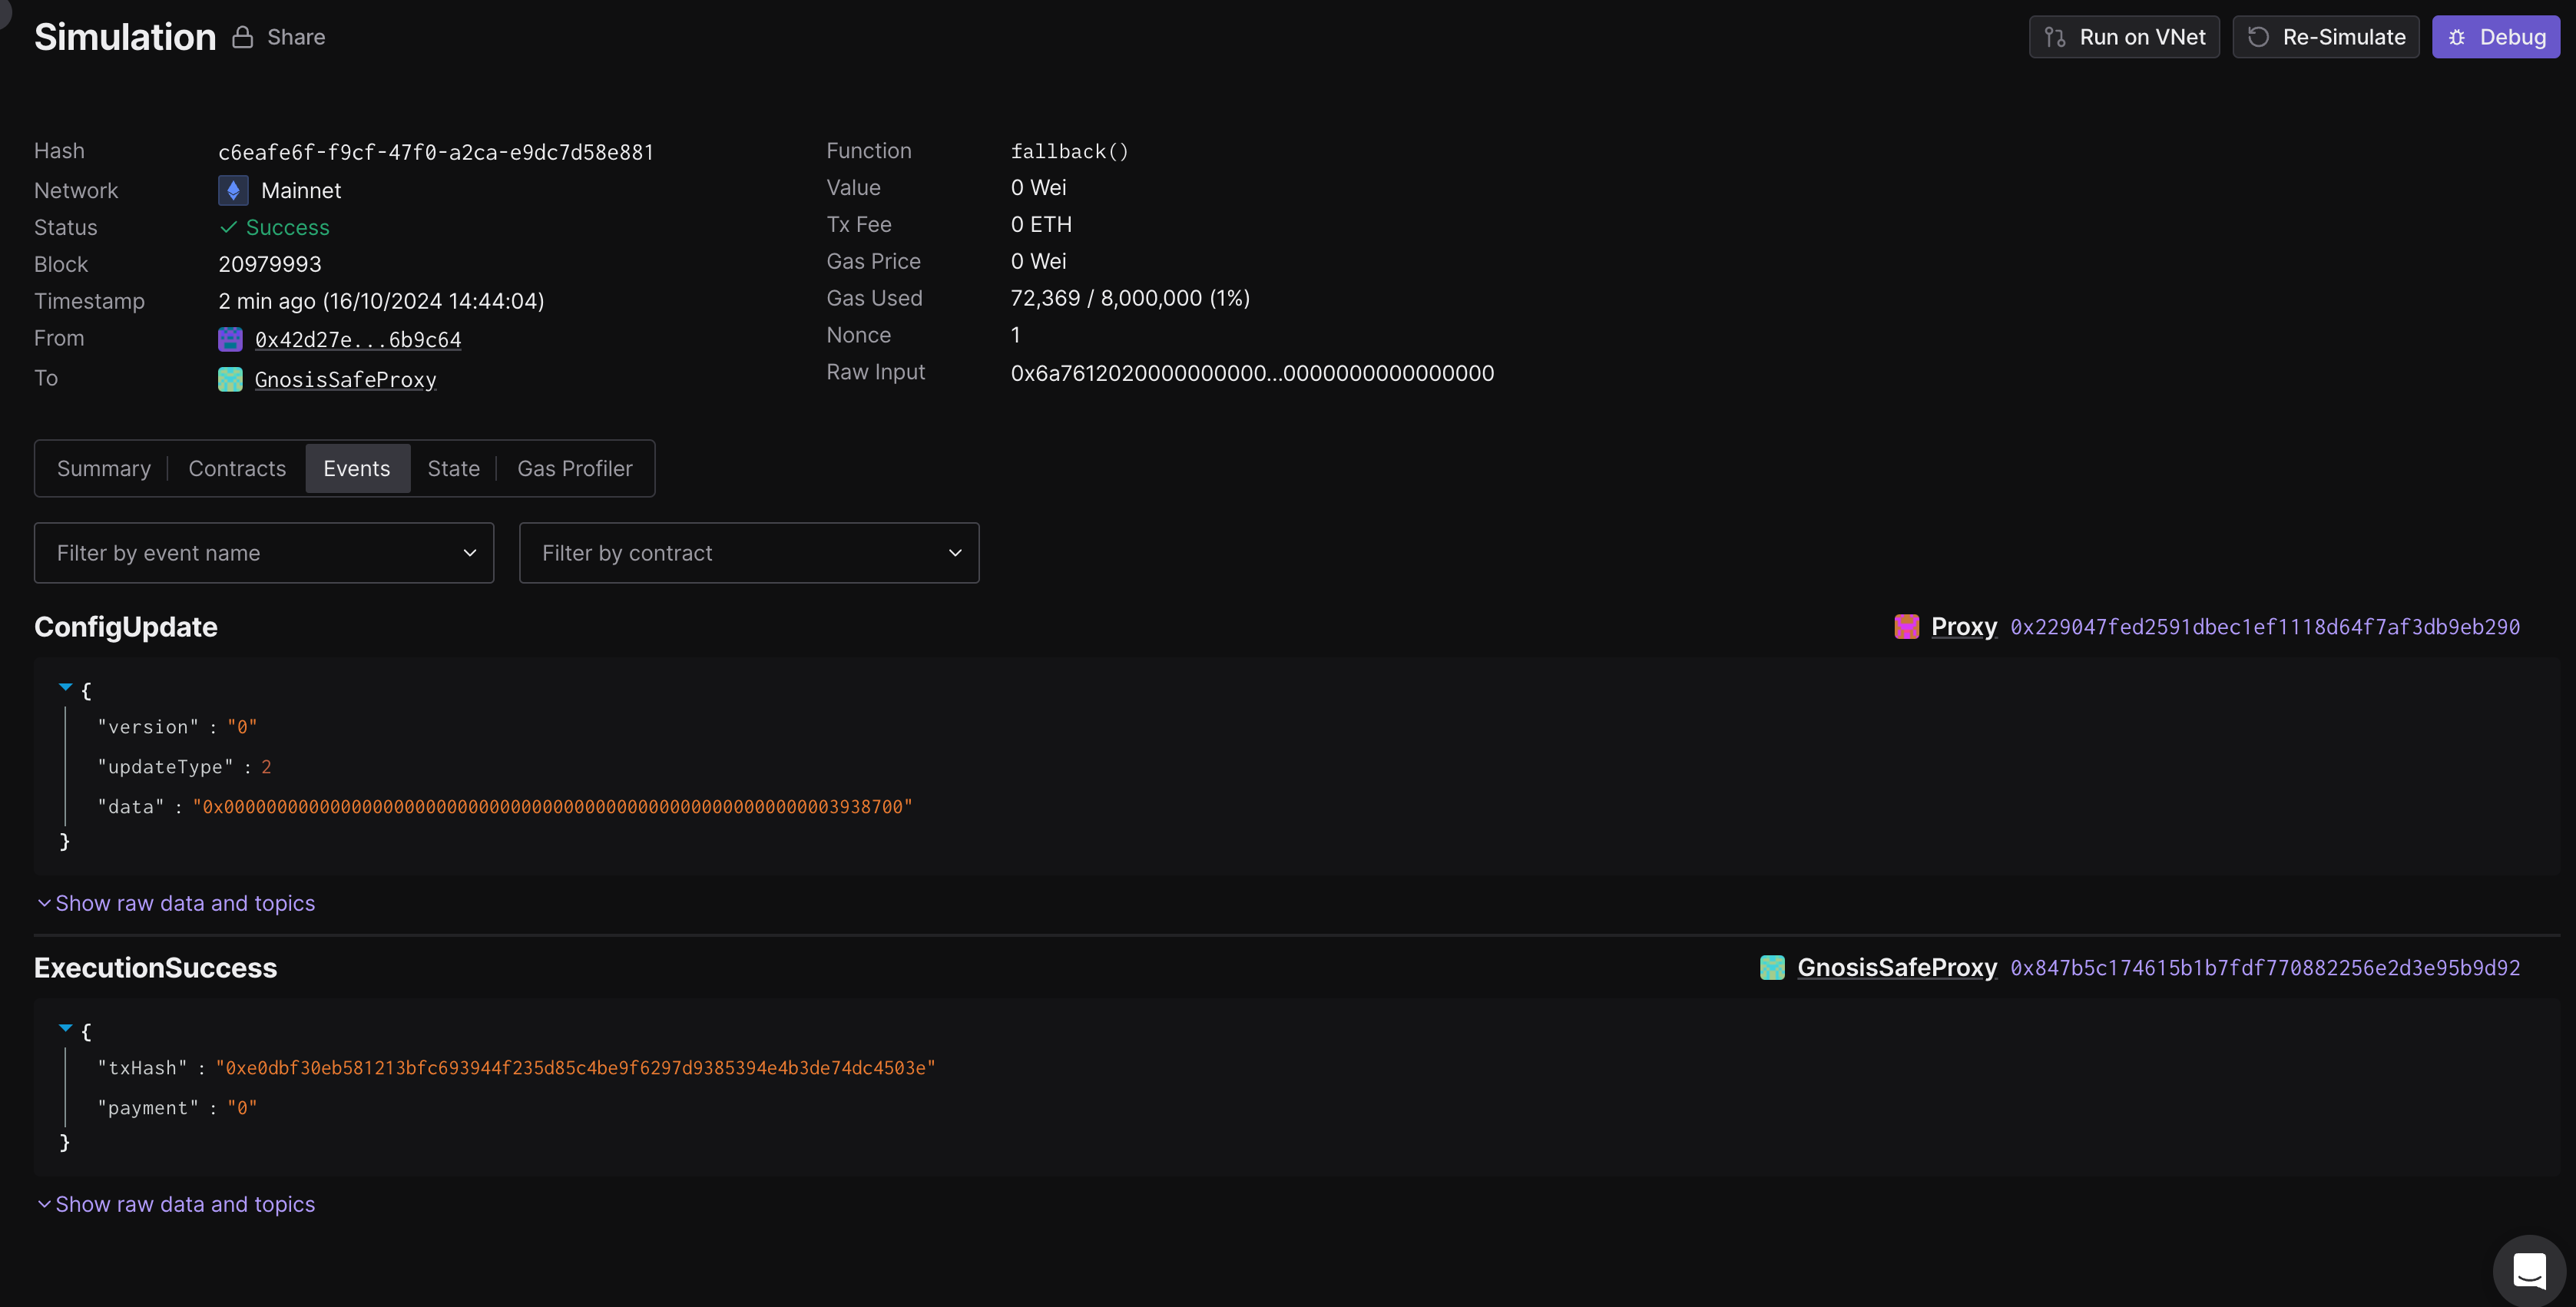 Simulation Share Run on VNet Re-Simulate Debug
Hash c6eafe6f-f9cf-47f0-a2ca-e9dc7d58e881
Network Mainnet
Status Success
Block 20979993
Timestamp 2 min ago (16/10/2024 14:44:04)
From 0x42d27e...6b9c64
To GnosisSafeProxy
Function fallback()
Value 0 Wei
Tx Fee 0 ETH
Gas Price 0 Wei
Gas Used 72,369 / 8,000,000 (1%)
Nonce 1
Raw Input 0x6a7612020000000000...0000000000000000
Summary Contracts Events State Gas Profiler
Filter by event name Filter by contract
ConfigUpdate Proxy 0x229047fed2591dbec1ef1118d64f7af3db9eb290
{
"version" : "0"
"updateType" : 2
"data" : "0x0000000000000000000000000000000000000000000000000000000003938700"
}
Show raw data and topics
ExecutionSuccess GnosisSafeProxy 0x847b5c174615b1b7fdf770882256e2d3e95b9d92
{
"txHash" : "0xe0dbf30eb581213bfc693944f235d85c4be9f6297d9385394e4b3de74dc4503e"
"payment" : "0"
}
Show raw data and topics